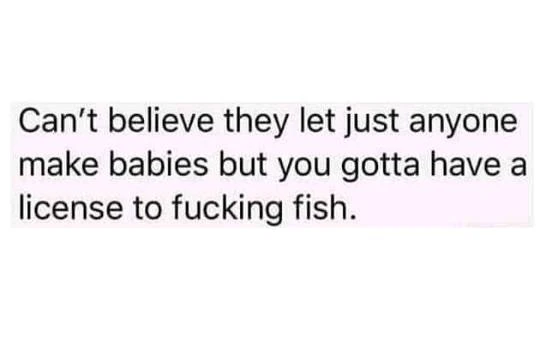 Can't believe they let just anyone
make babies but you gotta have a
license to fucking fish.